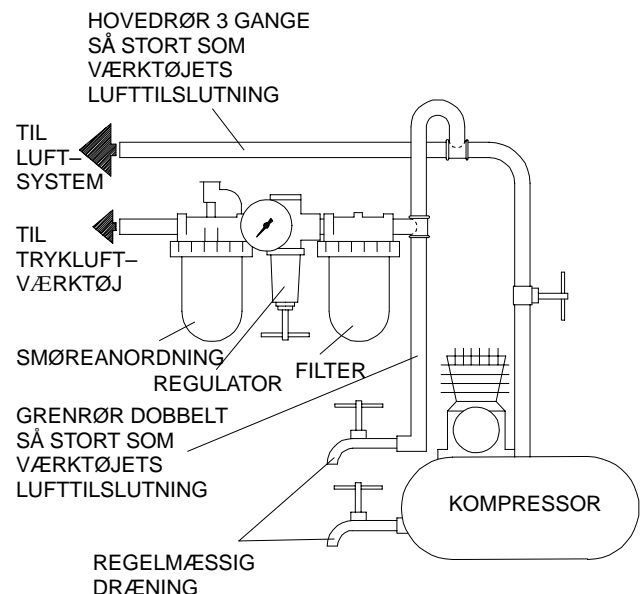 HOVEDRØR 3 GANGE
SÅ STORT SOM
VÆRKTØJETS
LUFTTILSLUTNING
TIL
LUFT–
SYSTEM
TIL
TRYKLUFT–
VÆRKTØJ
SMØREANORDNING
REGULATOR
FILTER
GRENRØR DOBBELT
SÅ STORT SOM
VÆRKTØJETS
LUFTTILSLUTNING
KOMPRESSOR
REGELMÆSSIG
DRÆNING